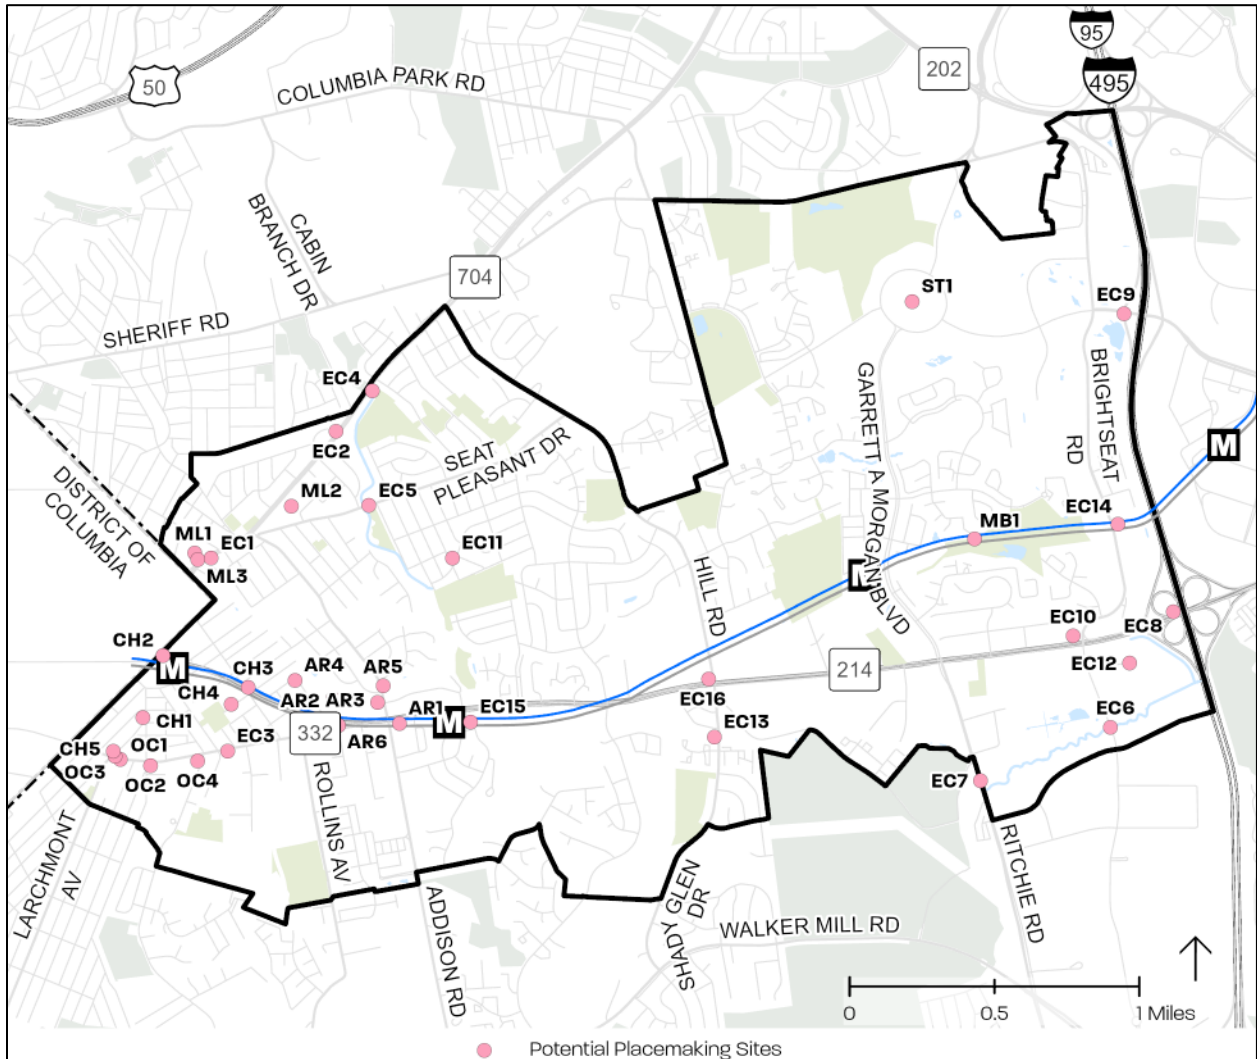 95
495
50
202
COLUMBIA PARK RD
CABIN
BRANCH DR
704
SHERIFF RD
ST1
EC9
EC4
EC2
GARRETT A MORGAN BLVD
BRIGHTSEAT
RD
SEAT
PLEASANT DR
M
DISTRICT OF
COLUMBIA
ML2
EC5
EC14
MB1
ML1
EC1
ML3
EC11
HILL RD
M
CH2
M
EC10
EC8
EC12
CH3
AR4
AR5
214
CH4
AR2
AR3
EC16
CH1
332
AR1
M
EC15
EC6
EC13
CH5
OC1
EC3
AR6
OC3
OC2
OC4
EC7
ROLLINS AV
LARCHMONT
AV
ADDISON RD
SHADY GLEN
DR
WALKER MILL RD
RITCHIE RD
0
0.5
1 Miles
Potential Placemaking Sites